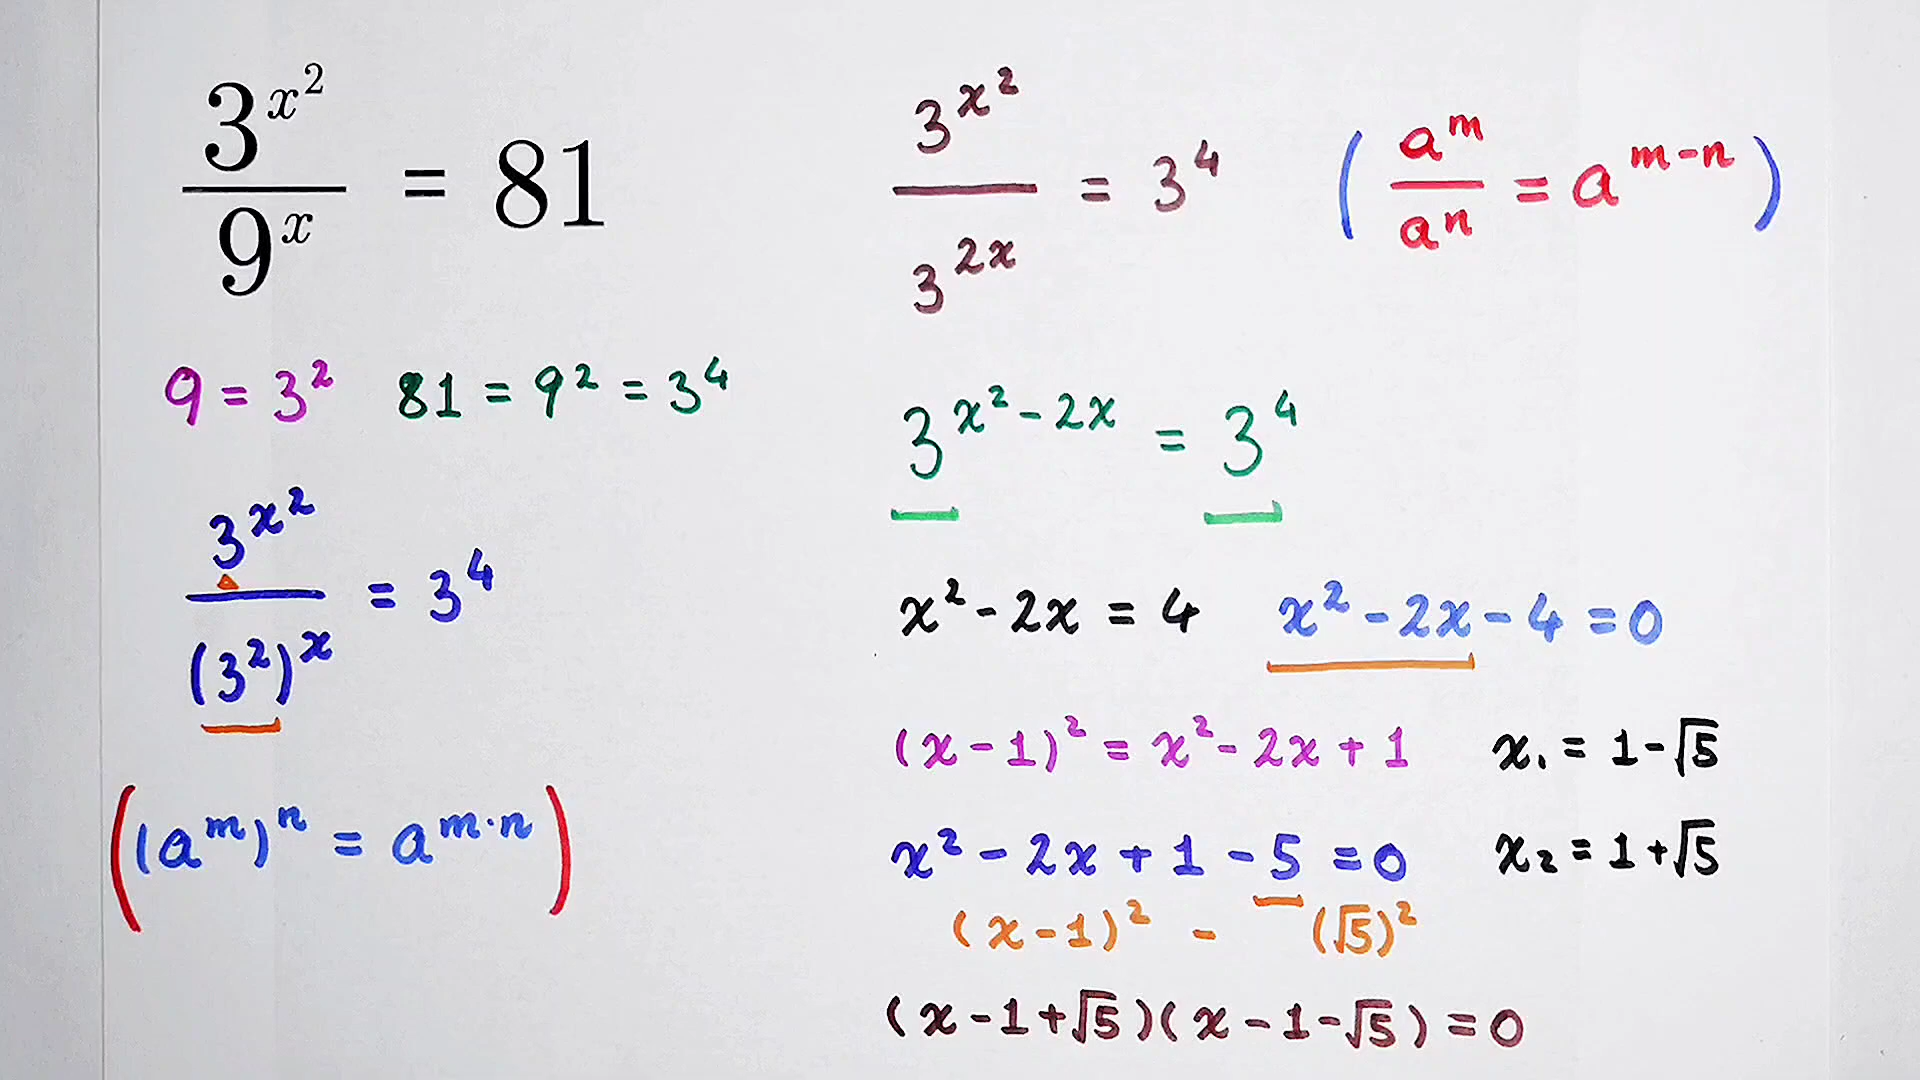 3^{x^2} / 9^x = 81
9 = 3^2   81 = 9^2 = 3^4
3^{x^2} / (3^2)^x = 3^4
((a^m)^n = a^{m·n})
3^{x^2} / 3^{2x} = 3^4   (a^m / a^n = a^{m-n})
3^{x^2-2x} = 3^4
x^2 - 2x = 4   x^2 - 2x - 4 = 0
(x-1)^2 = x^2 - 2x + 1   x_1 = 1 - √5
x^2 - 2x + 1 - 5 = 0   x_2 = 1 + √5
(x-1)^2 - (√5)^2
(x - 1 + √5)(x - 1 - √5) = 0